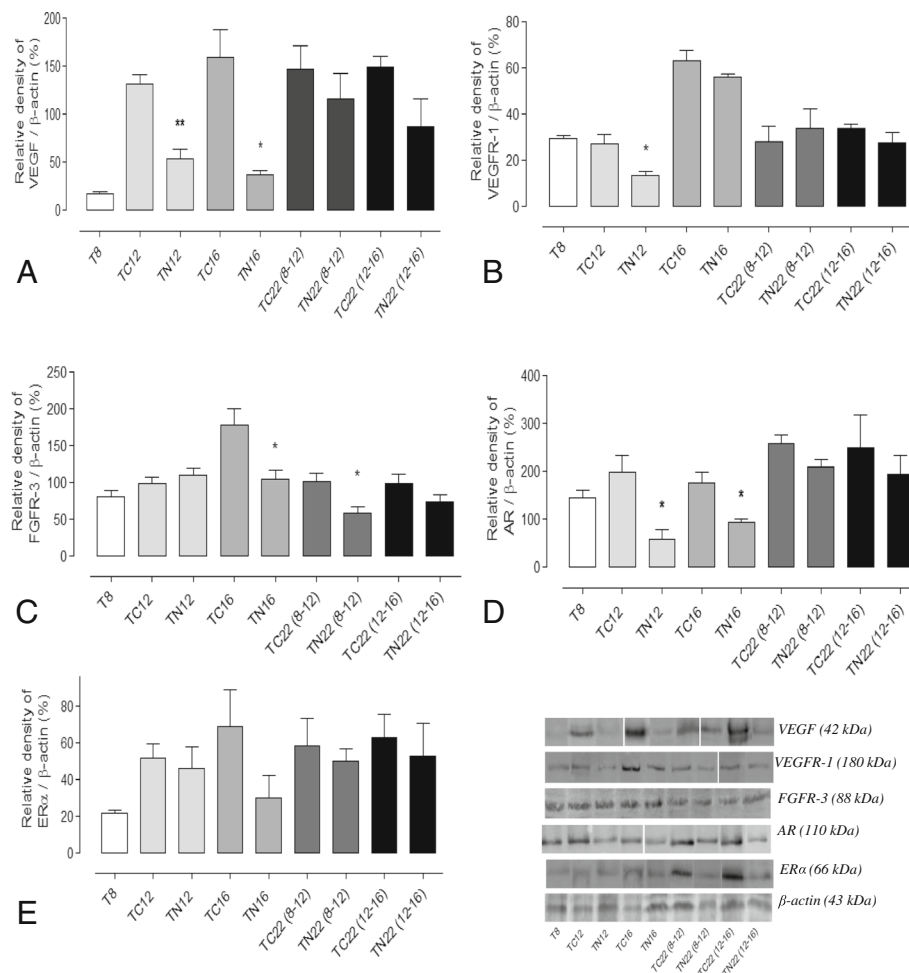 Relative density of
VEGF / β-actin (%)
200
150
100
50
0
**
*
T8
TC12
TN12
TC16
TN16
TC22 (8-12)
TN22 (8-12)
TC22 (12-16)
TN22 (12-16)
A
Relative density of
VEGFR-1 / β-actin (%)
80
60
40
20
0
*
T8
TC12
TN12
TC16
TN16
TC22 (8-12)
TN22 (8-12)
TC22 (12-16)
TN22 (12-16)
B
Relative density of
FGFR-3 / β-actin (%)
250
200
150
100
50
0
*
*
T8
TC12
TN12
TC16
TN16
TC22 (8-12)
TN22 (8-12)
TC22 (12-16)
TN22 (12-16)
C
Relative density of
AR / β-actin (%)
400
300
200
100
0
*
*
T8
TC12
TN12
TC16
TN16
TC22 (8-12)
TN22 (8-12)
TC22 (12-16)
TN22 (12-16)
D
Relative density of
ERα / β-actin (%)
80
60
40
20
0
T8
TC12
TN12
TC16
TN16
TC22 (8-12)
TN22 (8-12)
TC22 (12-16)
TN22 (12-16)
E
VEGF (42 kDa)
VEGFR-1 (180 kDa)
FGFR-3 (88 kDa)
AR (110 kDa)
ERα (66 kDa)
β-actin (43 kDa)
T8
TC12
TN12
TC16
TN16
TC22 (8-12)
TN22 (8-12)
TC22 (12-16)
TN22 (12-16)